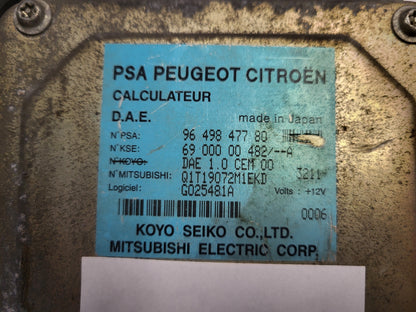 PSA PEUGEOT CITROËN
CALCULATEUR
D.A.E. made in Japan
N°PSA: 96 498 477 80
N°KSE: 69 000 00 482/--A
N°KOYO: DAE 1.0 CEM 00
N°MITSUBISHI: Q1T19072M1EKD 3211
Logiciel: G025481A Volts : +12V
0006
KOYO SEIKO CO.,LTD.
MITSUBISHI ELECTRIC CORP.